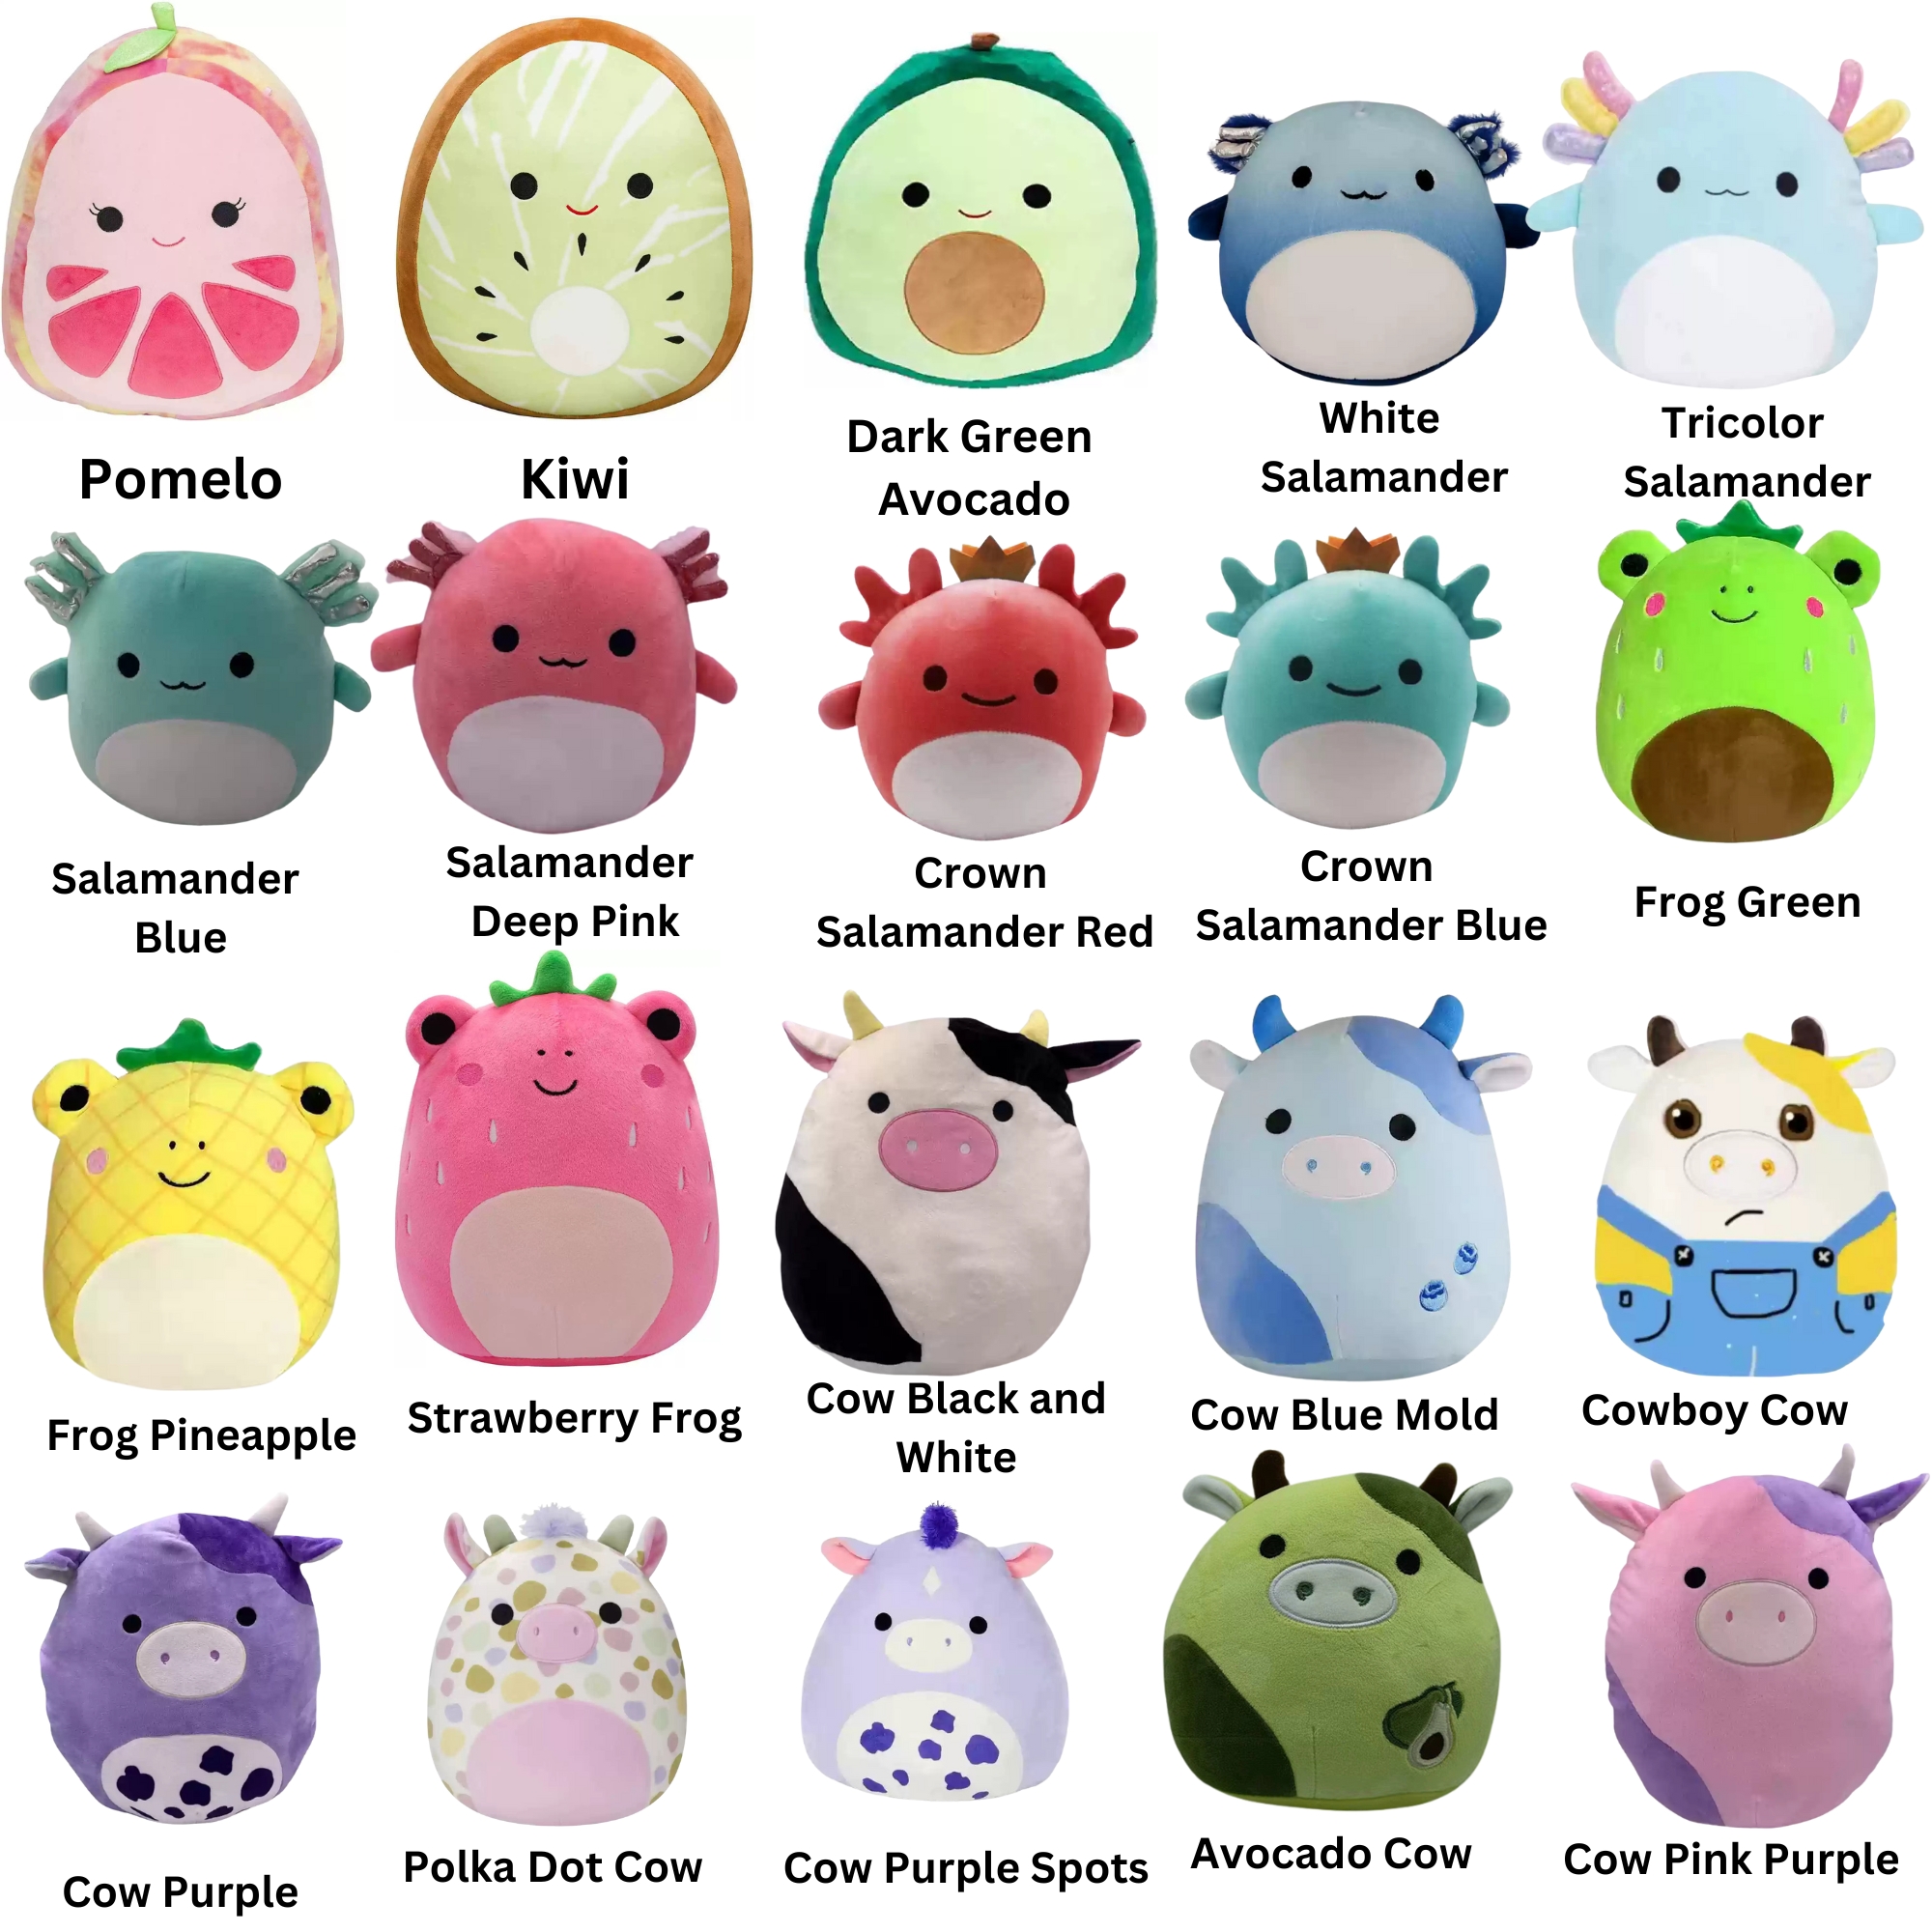 Pomelo
Kiwi
Dark Green
Avocado
White
Salamander
Tricolor
Salamander
Salamander
Blue
Salamander
Deep Pink
Crown
Salamander Red
Crown
Salamander Blue
Frog Green
Frog Pineapple
Strawberry Frog
Cow Black and
White
Cow Blue Mold
Cowboy Cow
Cow Purple
Polka Dot Cow
Cow Purple Spots
Avocado Cow
Cow Pink Purple